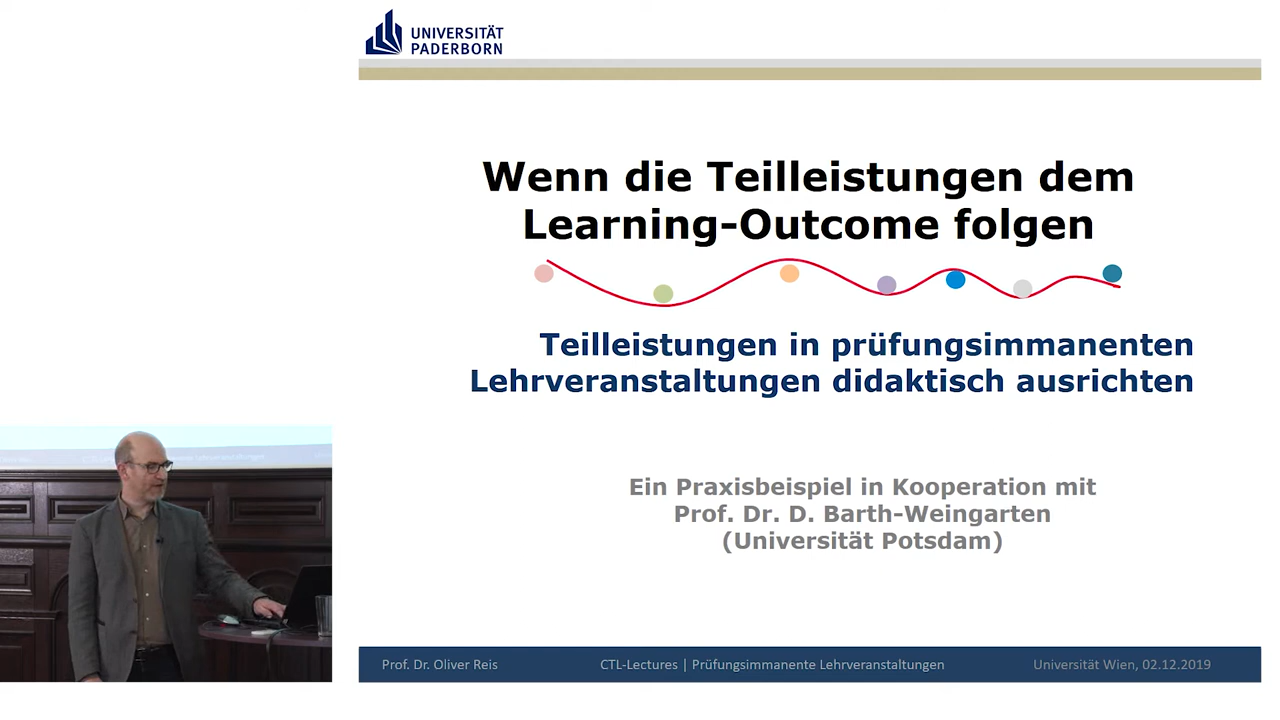 UNIVERSITÄT
PADERBORN
Wenn die Teilleistungen dem
Learning-Outcome folgen
Teilleistungen in prüfungsimmanenten
Lehrveranstaltungen didaktisch ausrichten
Ein Praxisbeispiel in Kooperation mit
Prof. Dr. D. Barth-Weingarten
(Universität Potsdam)
Prof. Dr. Oliver Reis
CTL-Lectures | Prüfungsimmanente Lehrveranstaltungen
Universität Wien, 02.12.2019